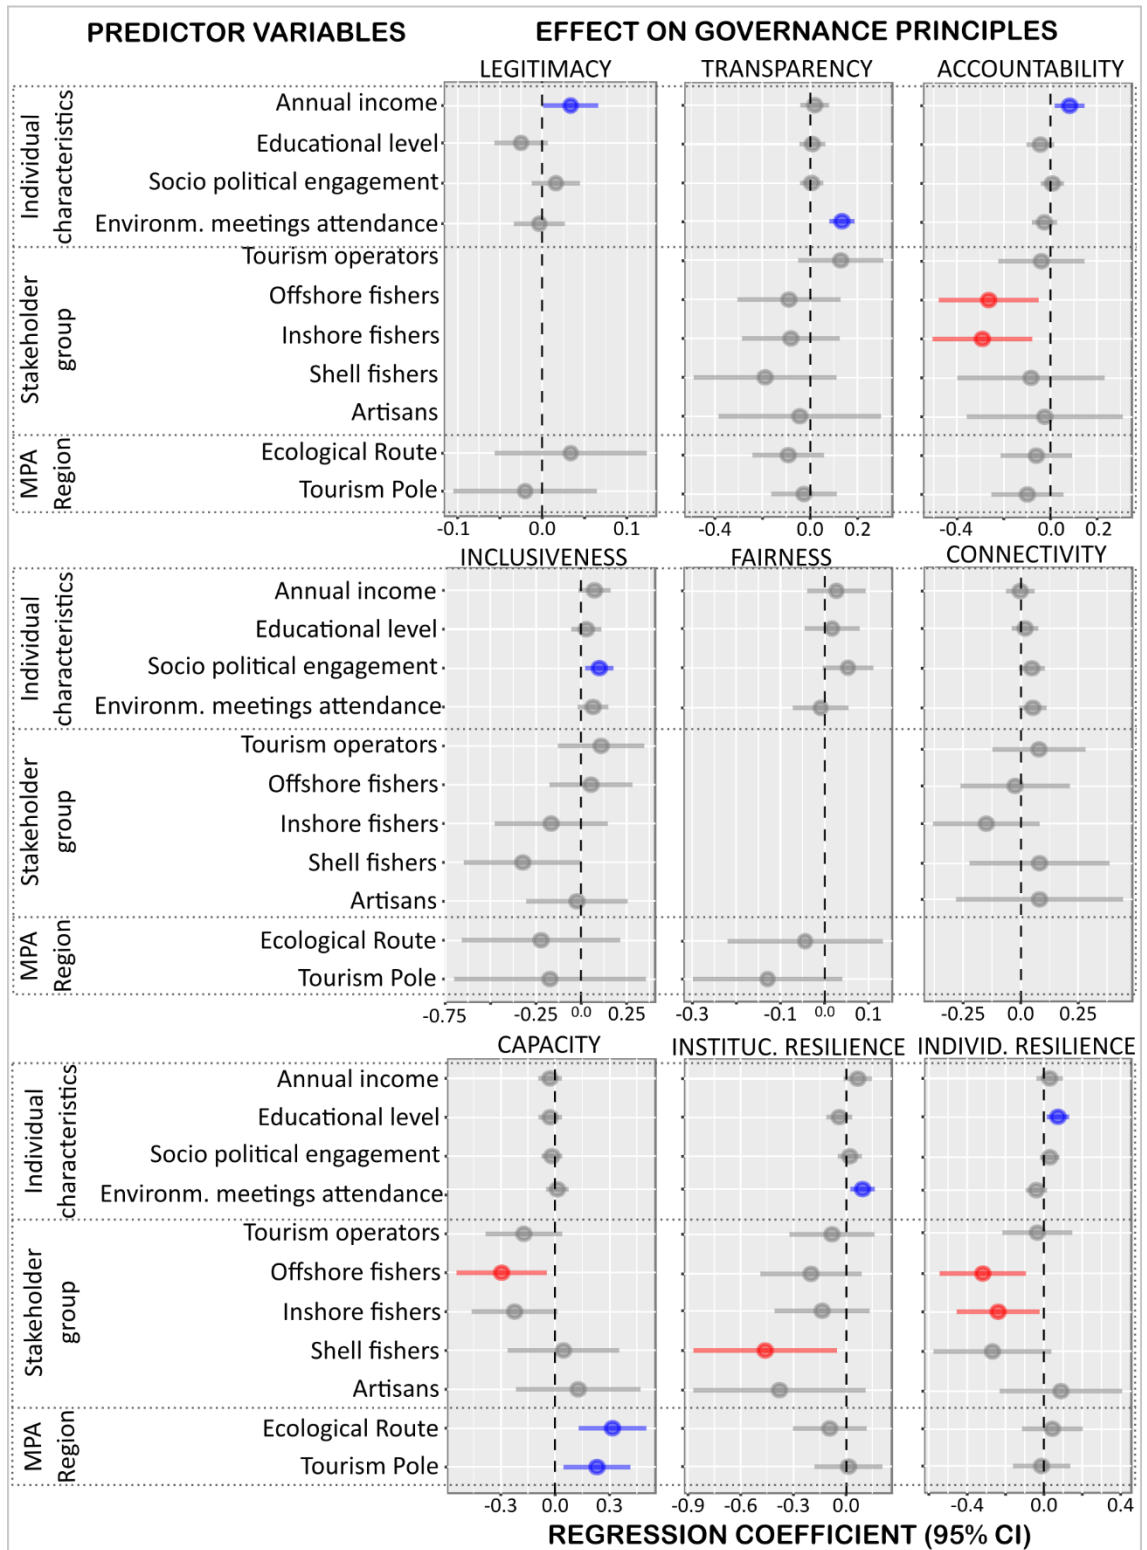 PREDICTOR VARIABLES EFFECT ON GOVERNANCE PRINCIPLES
LEGITIMACY TRANSPARENCY ACCOUNTABILITY
Individual characteristics
Annual income
Educational level
Socio political engagement
Environm. meetings attendance
Stakeholder group
Tourism operators
Offshore fishers
Inshore fishers
Shell fishers
Artisans
MPA Region
Ecological Route
Tourism Pole
-0.1 0.0 0.1 -0.4 0.0 0.2 -0.4 0.0 0.2
INCLUSIVENESS FAIRNESS CONNECTIVITY
Individual characteristics
Annual income
Educational level
Socio political engagement
Environm. meetings attendance
Stakeholder group
Tourism operators
Offshore fishers
Inshore fishers
Shell fishers
Artisans
MPA Region
Ecological Route
Tourism Pole
-0.75 -0.25 0.0 0.25 -0.3 -0.1 0.0 0.1 -0.25 0.0 0.25
CAPACITY INSTITUC. RESILIENCE INDIVID. RESILIENCE
Individual characteristics
Annual income
Educational level
Socio political engagement
Environm. meetings attendance
Stakeholder group
Tourism operators
Offshore fishers
Inshore fishers
Shell fishers
Artisans
MPA Region
Ecological Route
Tourism Pole
-0.3 0.0 0.3 -0.9 -0.6 -0.3 0.0 -0.4 0.0 0.4
REGRESSION COEFFICIENT (95% CI)